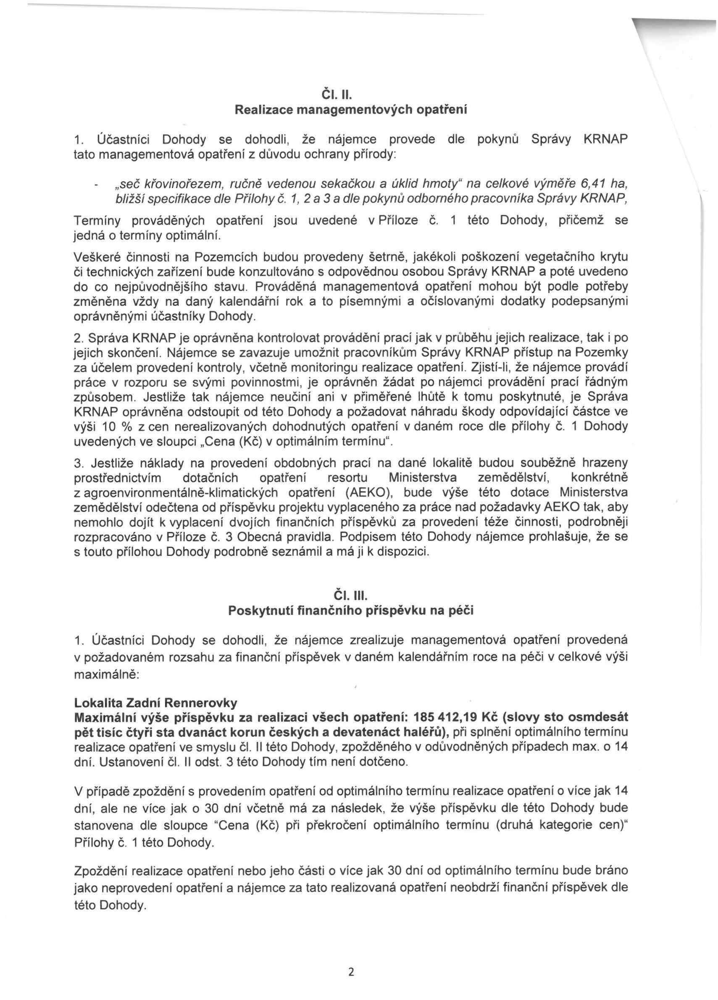 Čl. II.
Realizace managementových opatření
1. Účastníci Dohody se dohodli, že nájemce provede dle pokynů Správy KRNAP
tato managementová opatření z důvodu ochrany přírody:
- „seč křovinořezem, ručně vedenou sekačkou a úklid hmoty“ na celkové výměře 6,41 ha,
bližší specifikace dle Přílohy č. 1, 2 a 3 a dle pokynů odborného pracovníka Správy KRNAP,
Termíny prováděných opatření jsou uvedené v Příloze č. 1 této Dohody, přičemž se
jedná o termíny optimální.
Veškeré činnosti na Pozemcích budou provedeny šetrně, jakékoli poškození vegetačního krytu
či technických zařízení bude konzultováno s odpovědnou osobou Správy KRNAP a poté uvedeno
do co nejpůvodnějšího stavu. Prováděná managementová opatření mohou být podle potřeby
změněna vždy na daný kalendářní rok a to písemnými a očíslovanými dodatky podepsanými
oprávněnými účastníky Dohody.
2. Správa KRNAP je oprávněna kontrolovat provádění prací jak v průběhu jejich realizace, tak i po
jejich skončení. Nájemce se zavazuje umožnit pracovníkům Správy KRNAP přístup na Pozemky
za účelem provedení kontroly, včetně monitoringu realizace opatření. Zjistí-li, že nájemce provádí
práce v rozporu se svými povinnostmi, je oprávněn žádat po nájemci provádění prací řádným
způsobem. Jestliže tak nájemce neučiní ani v přiměřené lhůtě k tomu poskytnuté, je Správa
KRNAP oprávněna odstoupit od této Dohody a požadovat náhradu škody odpovídající částce ve
výši 10 % z cen nerealizovaných dohodnutých opatření v daném roce dle přílohy č. 1 Dohody
uvedených ve sloupci „Cena (Kč) v optimálním termínu“.
3. Jestliže náklady na provedení obdobných prací na dané lokalitě budou souběžně hrazeny
prostřednictvím dotačních opatření resortu Ministerstva zemědělství, konkrétně
z agroenvironmentálně-klimatických opatření (AEKO), bude výše této dotace Ministerstva
zemědělství odečtena od příspěvku projektu vyplaceného za práce nad požadavky AEKO tak, aby
nemohlo dojít k vyplacení dvojích finančních příspěvků za provedení téže činnosti, podrobněji
rozpracováno v Příloze č. 3 Obecná pravidla. Podpisem této Dohody nájemce prohlašuje, že se
s touto přílohou Dohody podrobně seznámil a má ji k dispozici.
Čl. III.
Poskytnutí finančního příspěvku na péči
1. Účastníci Dohody se dohodli, že nájemce zrealizuje managementová opatření provedená
v požadovaném rozsahu za finanční příspěvek v daném kalendářním roce na péči v celkové výši
maximálně:
Lokalita Zadní Rennerovky
Maximální výše příspěvku za realizaci všech opatření: 185 412,19 Kč (slovy sto osmdesát
pět tisíc čtyři sta dvanáct korun českých a devatenáct haléřů), při splnění optimálního termínu
realizace opatření ve smyslu čl. II této Dohody, zpožděného v odůvodněných případech max. o 14
dní. Ustanovení čl. II odst. 3 této Dohody tím není dotčeno.
V případě zpoždění s provedením opatření od optimálního termínu realizace opatření o více jak 14
dní, ale ne více jak o 30 dní včetně má za následek, že výše příspěvku dle této Dohody bude
stanovena dle sloupce “Cena (Kč) při překročení optimálního termínu (druhá kategorie cen)“
Přílohy č. 1 této Dohody.
Zpoždění realizace opatření nebo jeho části o více jak 30 dní od optimálního termínu bude bráno
jako neprovedení opatření a nájemce za tato realizovaná opatření neobdrží finanční příspěvek dle
této Dohody.
2